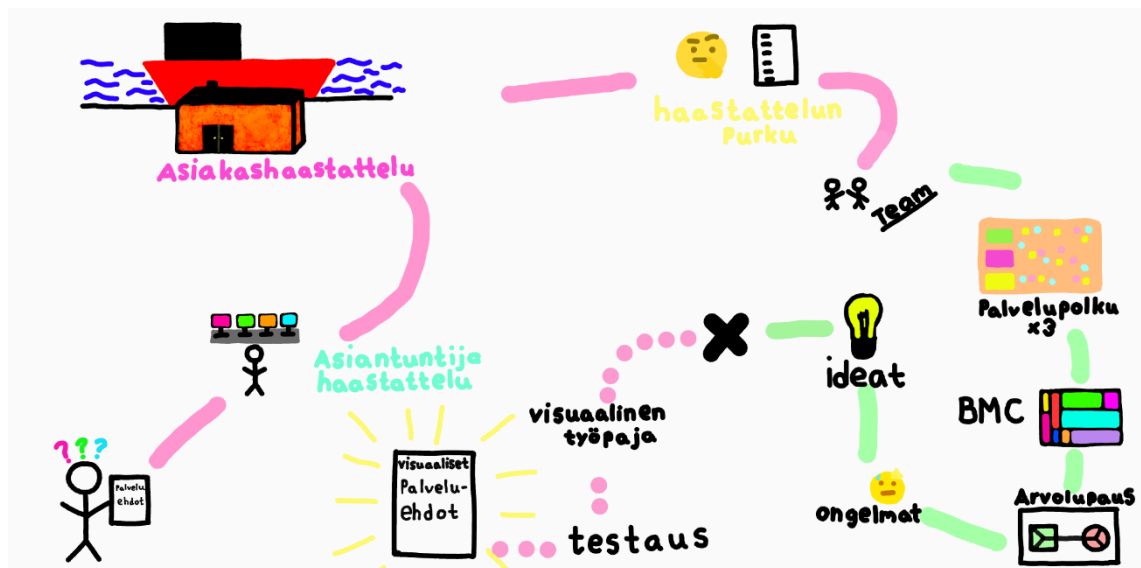 Asiakashaastattelu
haastattelun
Purku
Team
Palvelupolku
x3
BMC
Arvolupaus
ongelmat
ideat
Asiantuntija
haastattelu
? ? ?
Palvelu
ehdot
visuaalinen
työpaja
testaus
visuaaliset
Palvelu-
Ehdot